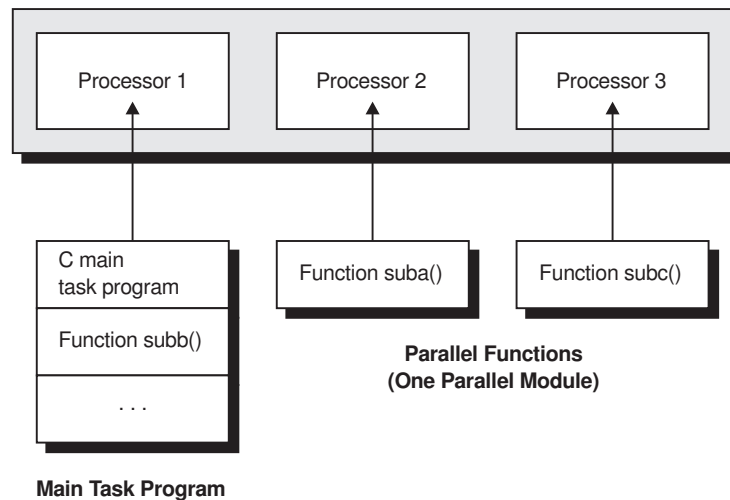 Processor 1
Processor 2
Processor 3
C main
task program
Function subb()
. . .
Function suba()
Function subc()
Parallel Functions
(One Parallel Module)
Main Task Program